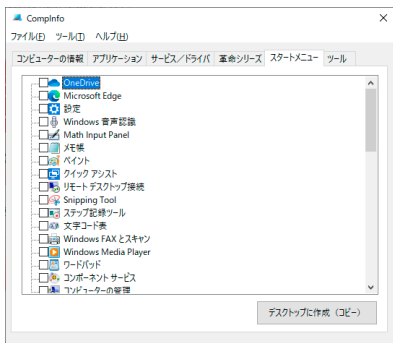 CompInfo
ファイル(F) ツール(T) ヘルプ(H)
コンピューターの情報 アプリケーション サービス／ドライバ 革命シリーズ スタートメニュー ツール
OneDrive
Microsoft Edge
設定
Windows 音声認識
Math Input Panel
メモ帳
ペイント
クイック アシスト
リモート デスクトップ接続
Snipping Tool
ステップ記録ツール
文字コード表
Windows FAX とスキャン
Windows Media Player
ワードパッド
コンポーネント サービス
コンピューターの管理
デスクトップに作成（コピー）